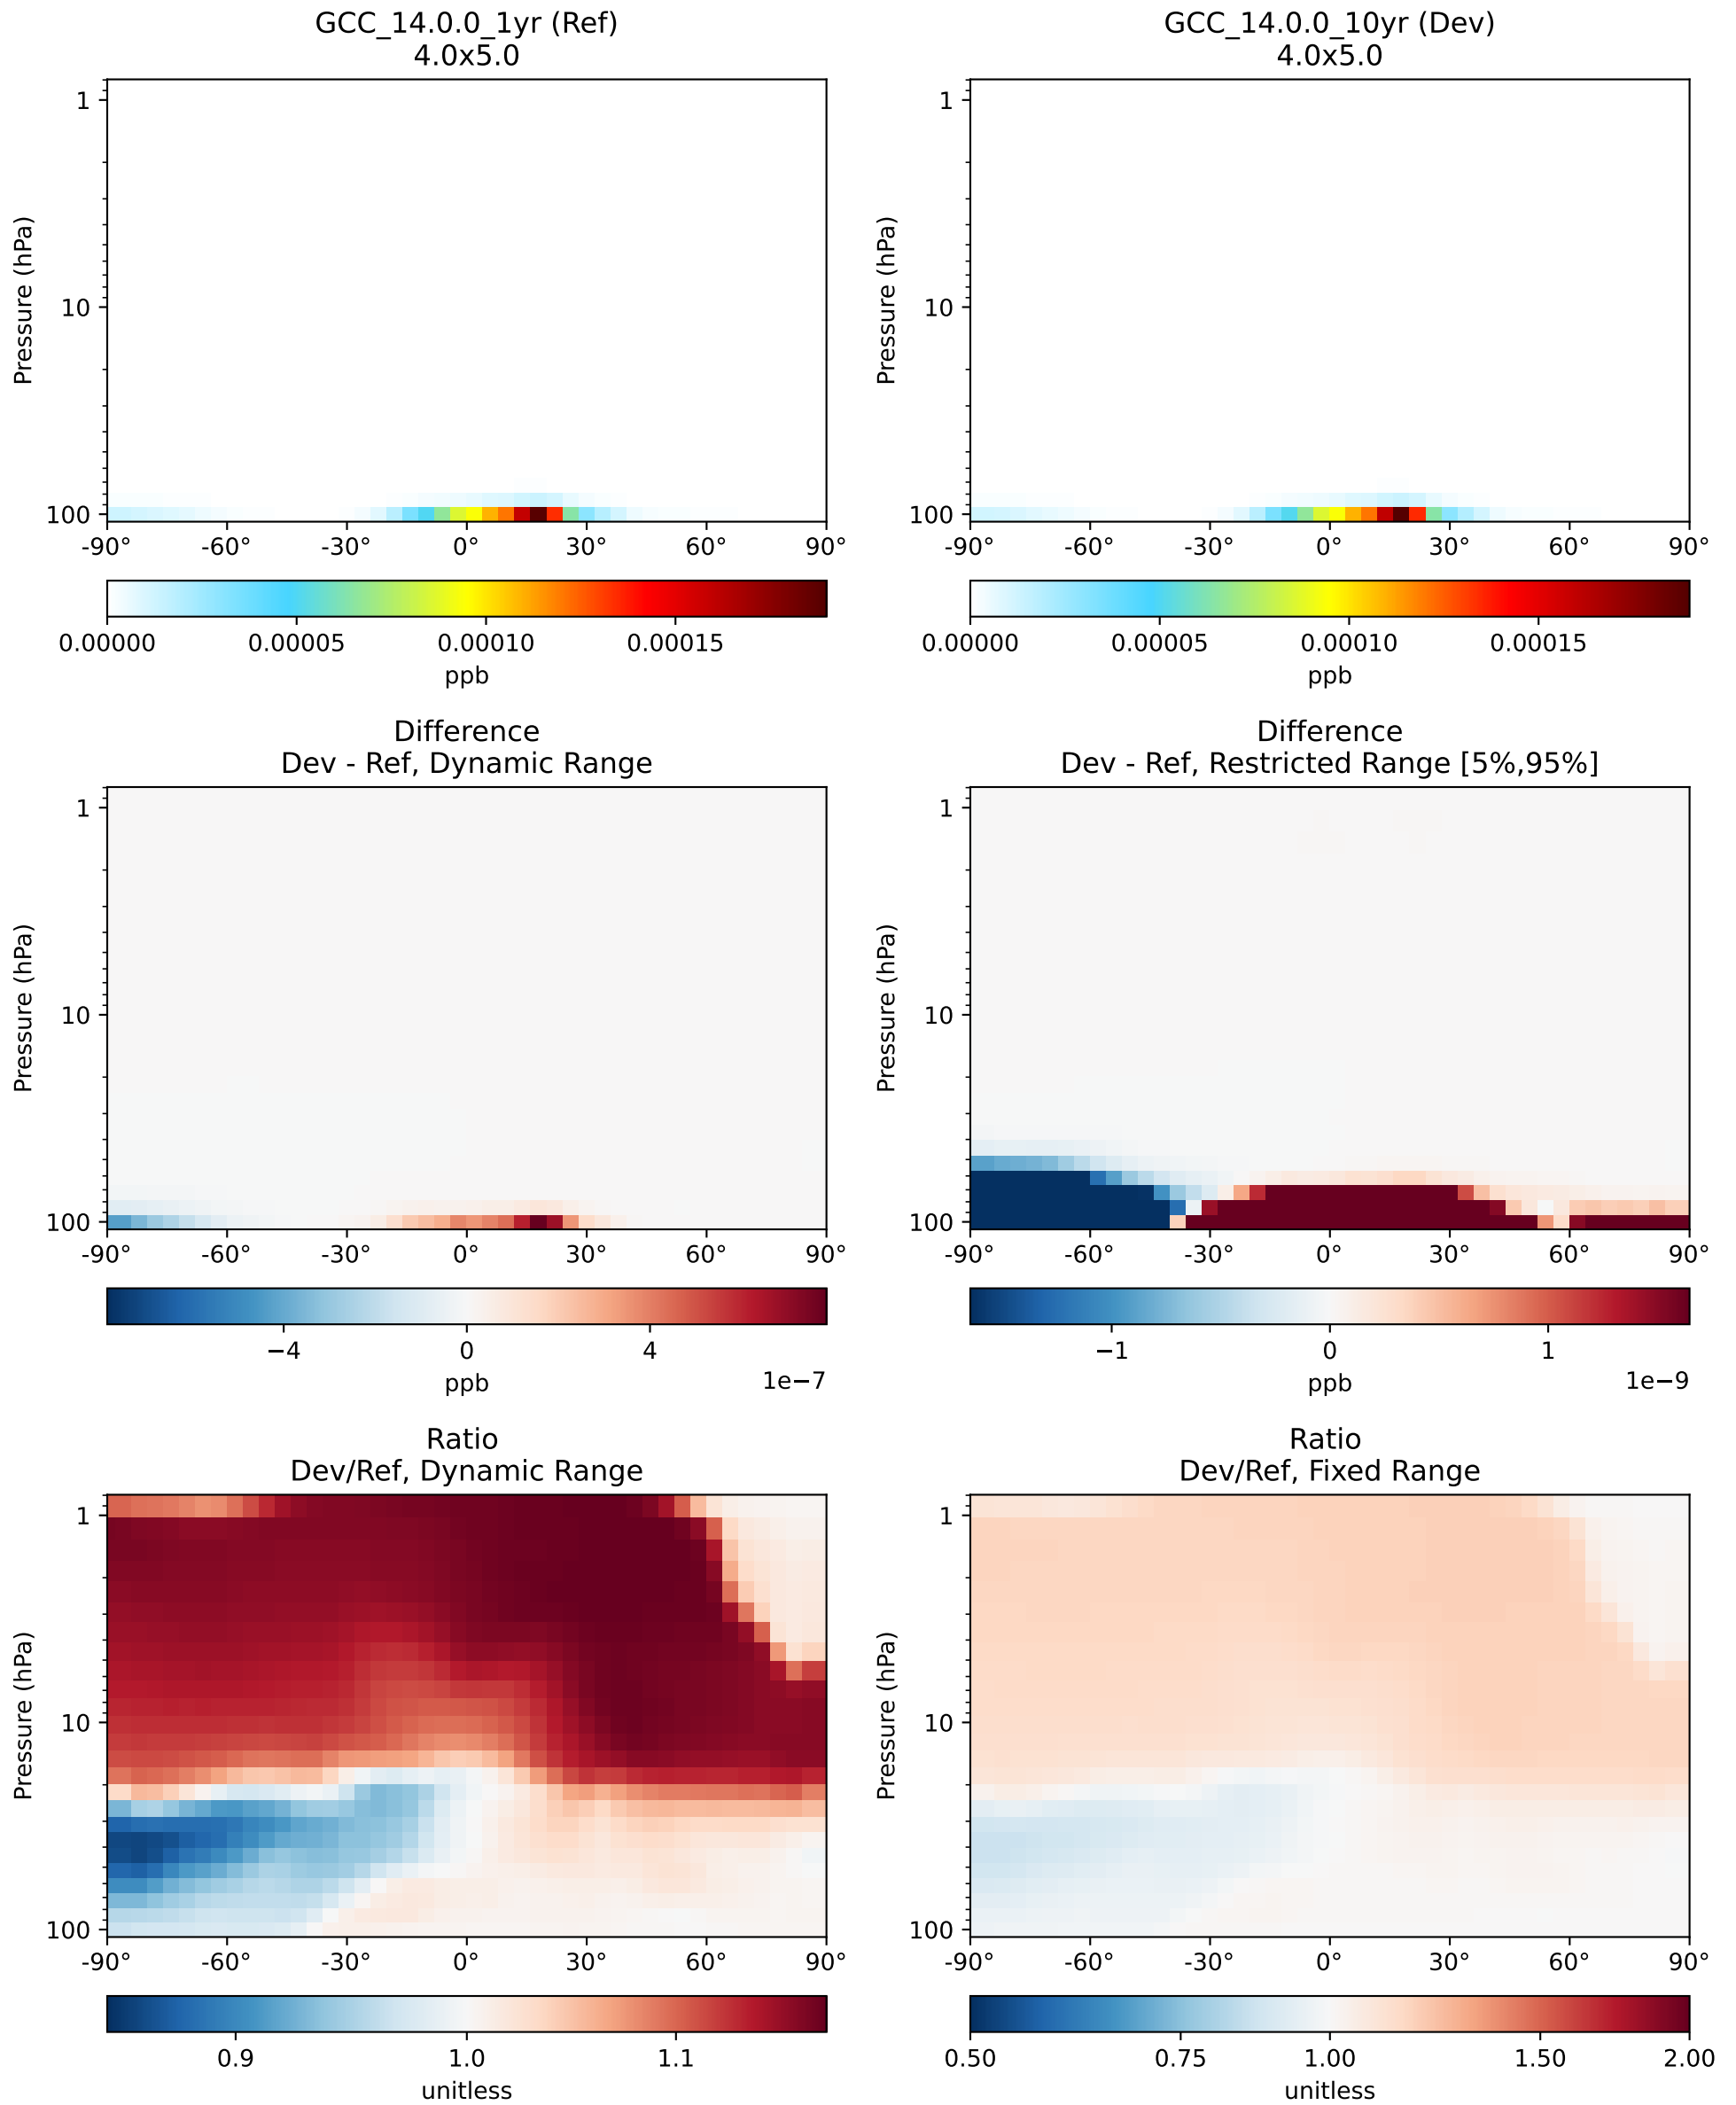 GCC_14.0.0_1yr (Ref)
4.0x5.0
Pressure (hPa)
1
10
100
-90° -60° -30° 0° 30° 60° 90°
0.00000 0.00005 0.00010 0.00015
ppb
GCC_14.0.0_10yr (Dev)
4.0x5.0
Pressure (hPa)
1
10
100
-90° -60° -30° 0° 30° 60° 90°
0.00000 0.00005 0.00010 0.00015
ppb
Difference
Dev - Ref, Dynamic Range
Pressure (hPa)
1
10
100
-90° -60° -30° 0° 30° 60° 90°
−4 0 4
ppb
1e−7
Difference
Dev - Ref, Restricted Range [5%,95%]
Pressure (hPa)
1
10
100
-90° -60° -30° 0° 30° 60° 90°
−1 0 1
ppb
1e−9
Ratio
Dev/Ref, Dynamic Range
Pressure (hPa)
1
10
100
-90° -60° -30° 0° 30° 60° 90°
0.9 1.0 1.1
unitless
Ratio
Dev/Ref, Fixed Range
Pressure (hPa)
1
10
100
-90° -60° -30° 0° 30° 60° 90°
0.50 0.75 1.00 1.50 2.00
unitless